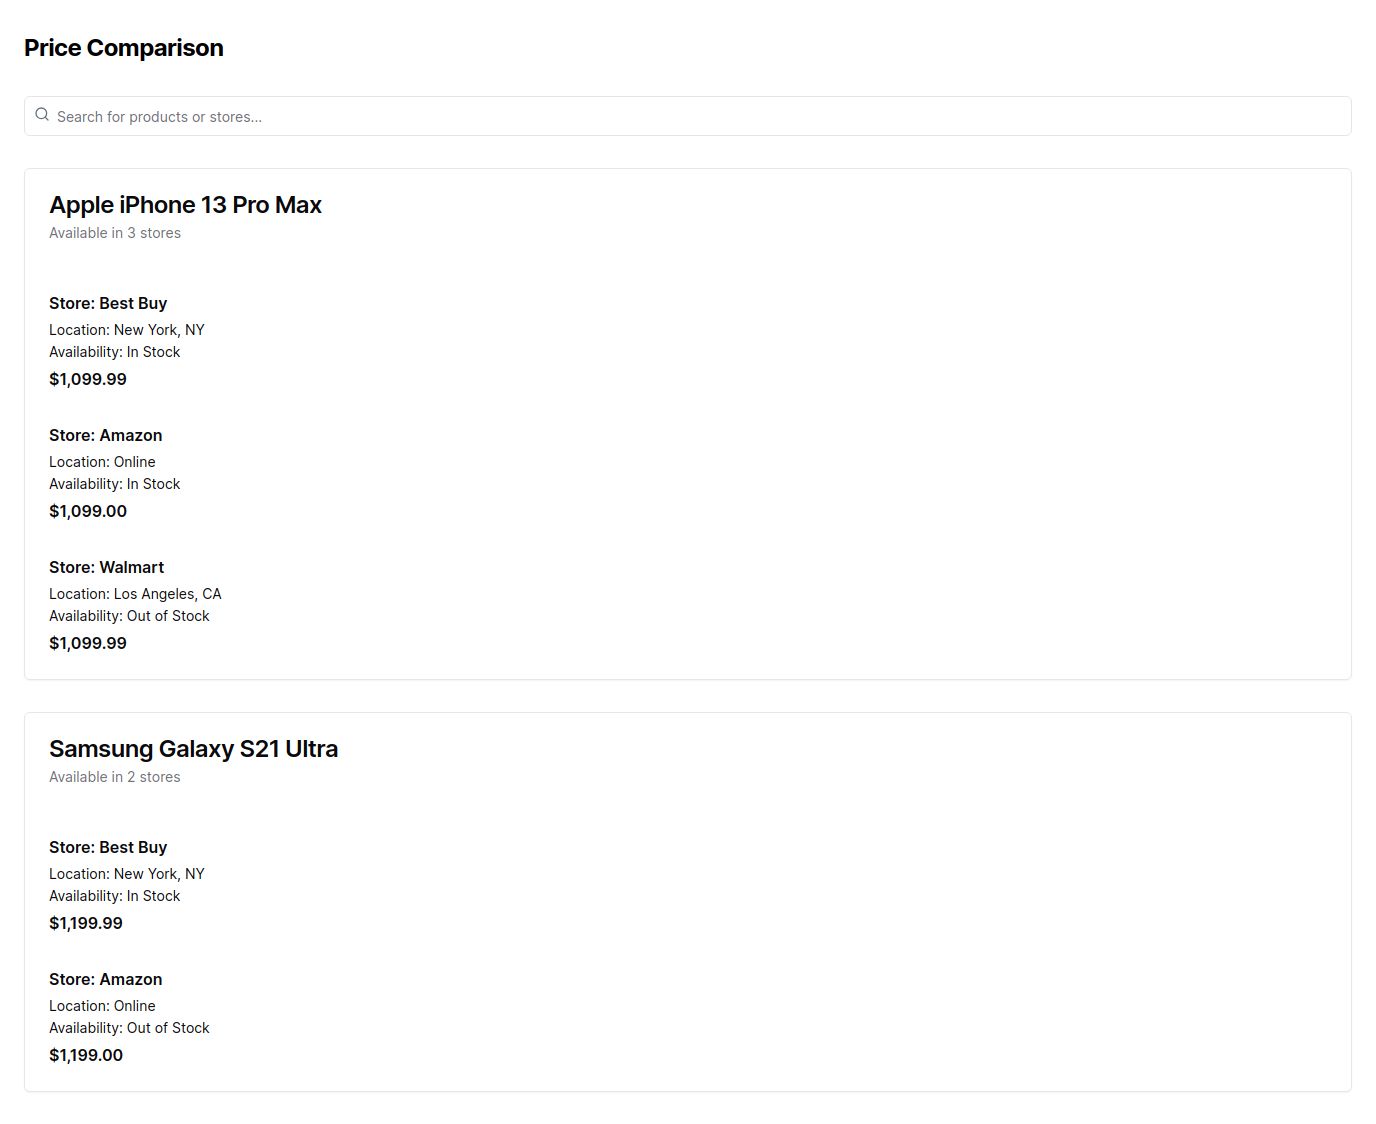 Price Comparison
Search for products or stores...
Apple iPhone 13 Pro Max
Available in 3 stores
Store: Best Buy
Location: New York, NY
Availability: In Stock
$1,099.99
Store: Amazon
Location: Online
Availability: In Stock
$1,099.00
Store: Walmart
Location: Los Angeles, CA
Availability: Out of Stock
$1,099.99
Samsung Galaxy S21 Ultra
Available in 2 stores
Store: Best Buy
Location: New York, NY
Availability: In Stock
$1,199.99
Store: Amazon
Location: Online
Availability: Out of Stock
$1,199.00